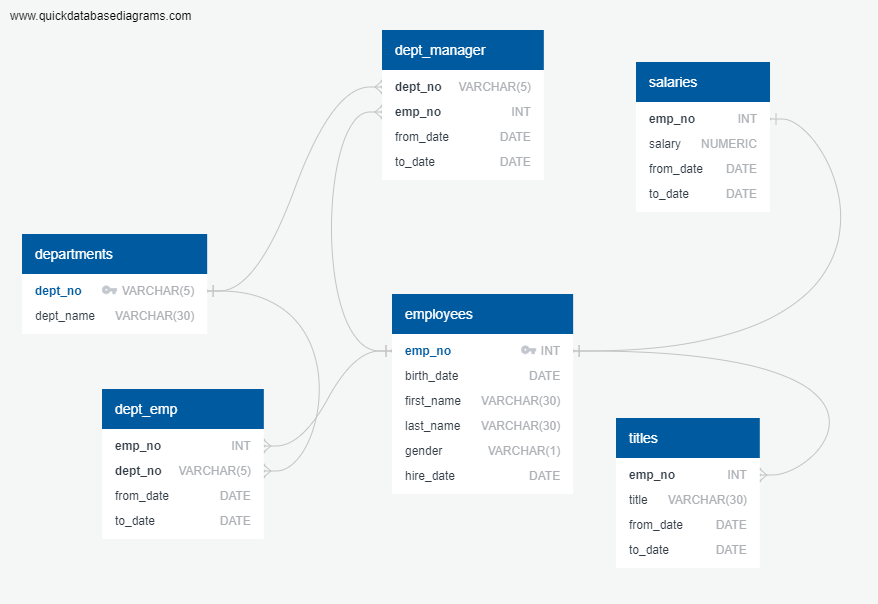 www.quickdatabasediagrams.com
dept_manager
dept_no VARCHAR(5)
emp_no INT
from_date DATE
to_date DATE
salaries
emp_no INT
salary NUMERIC
from_date DATE
to_date DATE
departments
dept_no VARCHAR(5)
dept_name VARCHAR(30)
employees
emp_no INT
birth_date DATE
first_name VARCHAR(30)
last_name VARCHAR(30)
gender VARCHAR(1)
hire_date DATE
dept_emp
emp_no INT
dept_no VARCHAR(5)
from_date DATE
to_date DATE
titles
emp_no INT
title VARCHAR(30)
from_date DATE
to_date DATE